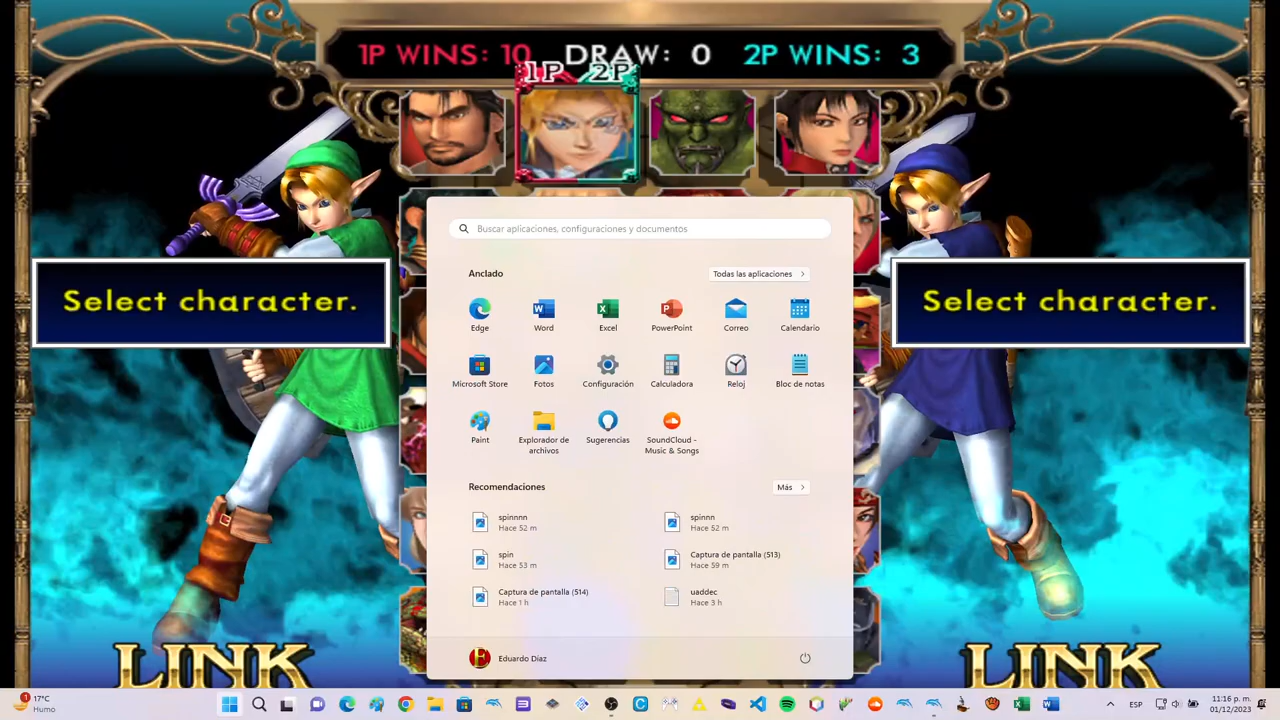 1P WINS: 10 DRAW: 0 2P WINS: 3
1P 2P
Select character.
Select character.
Buscar aplicaciones, configuraciones y documentos
Anclado
Todas las aplicaciones
Edge
Word
Excel
PowerPoint
Correo
Calendario
Microsoft Store
Fotos
Configuración
Calculadora
Reloj
Bloc de notas
Paint
Explorador de
archivos
Sugerencias
SoundCloud -
Music & Songs
Recomendaciones
Más
spinnnn
Hace 52 m
spinnn
Hace 52 m
spin
Hace 53 m
Captura de pantalla (513)
Hace 59 m
Captura de pantalla (514)
Hace 1 h
uaddec
Hace 3 h
Eduardo Díaz
LINK
LINK
1
17°C
Humo
ESP
11:16 p. m.
01/12/2023